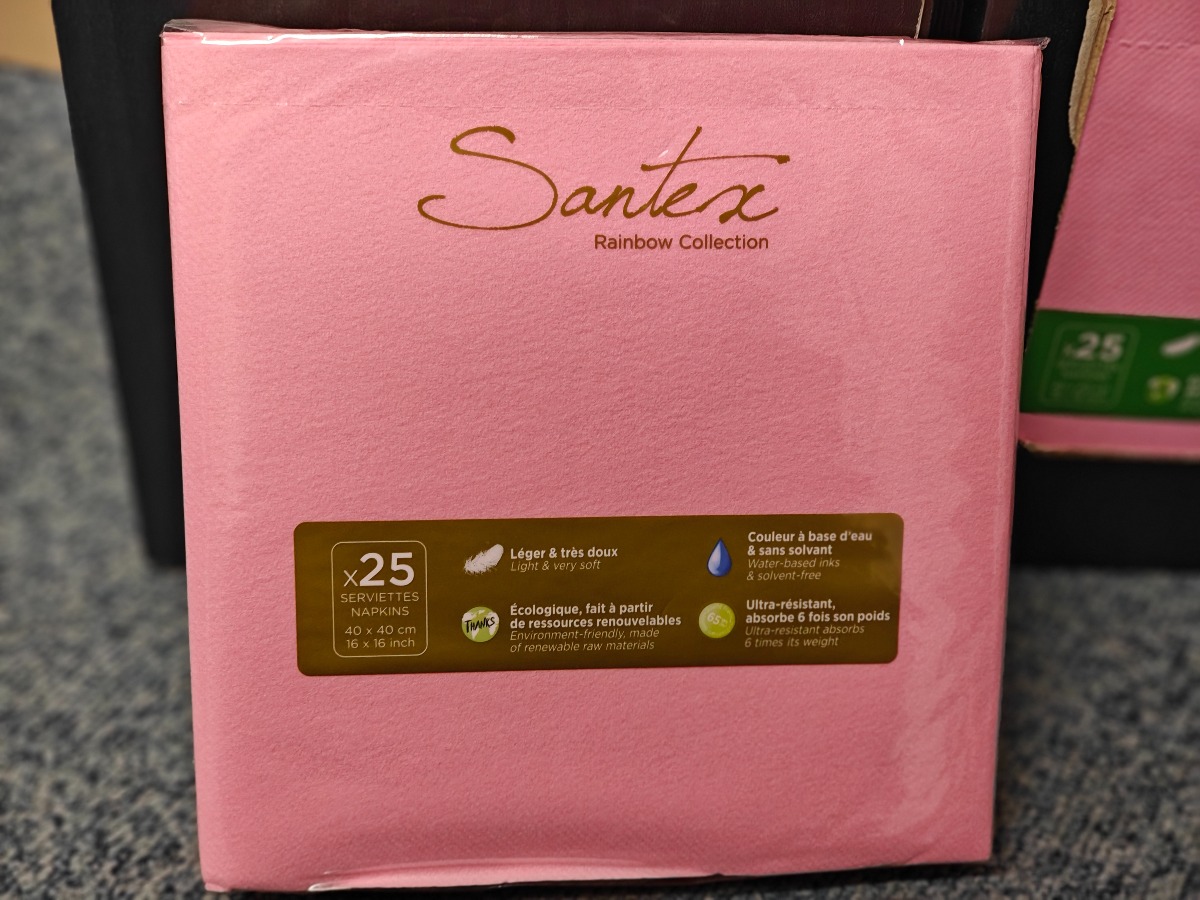 Santex
Rainbow Collection
x25
SERVIETTES
NAPKINS
40 x 40 cm
16 x 16 inch
Léger & très doux
Light & very soft
THANKS
Écologique, fait à partir
de ressources renouvelables
Environment-friendly, made
of renewable raw materials
Couleur à base d'eau
& sans solvant
Water-based inks
& solvent-free
65g
Ultra-résistant,
absorbe 6 fois son poids
Ultra-resistant absorbs
6 times its weight
x25